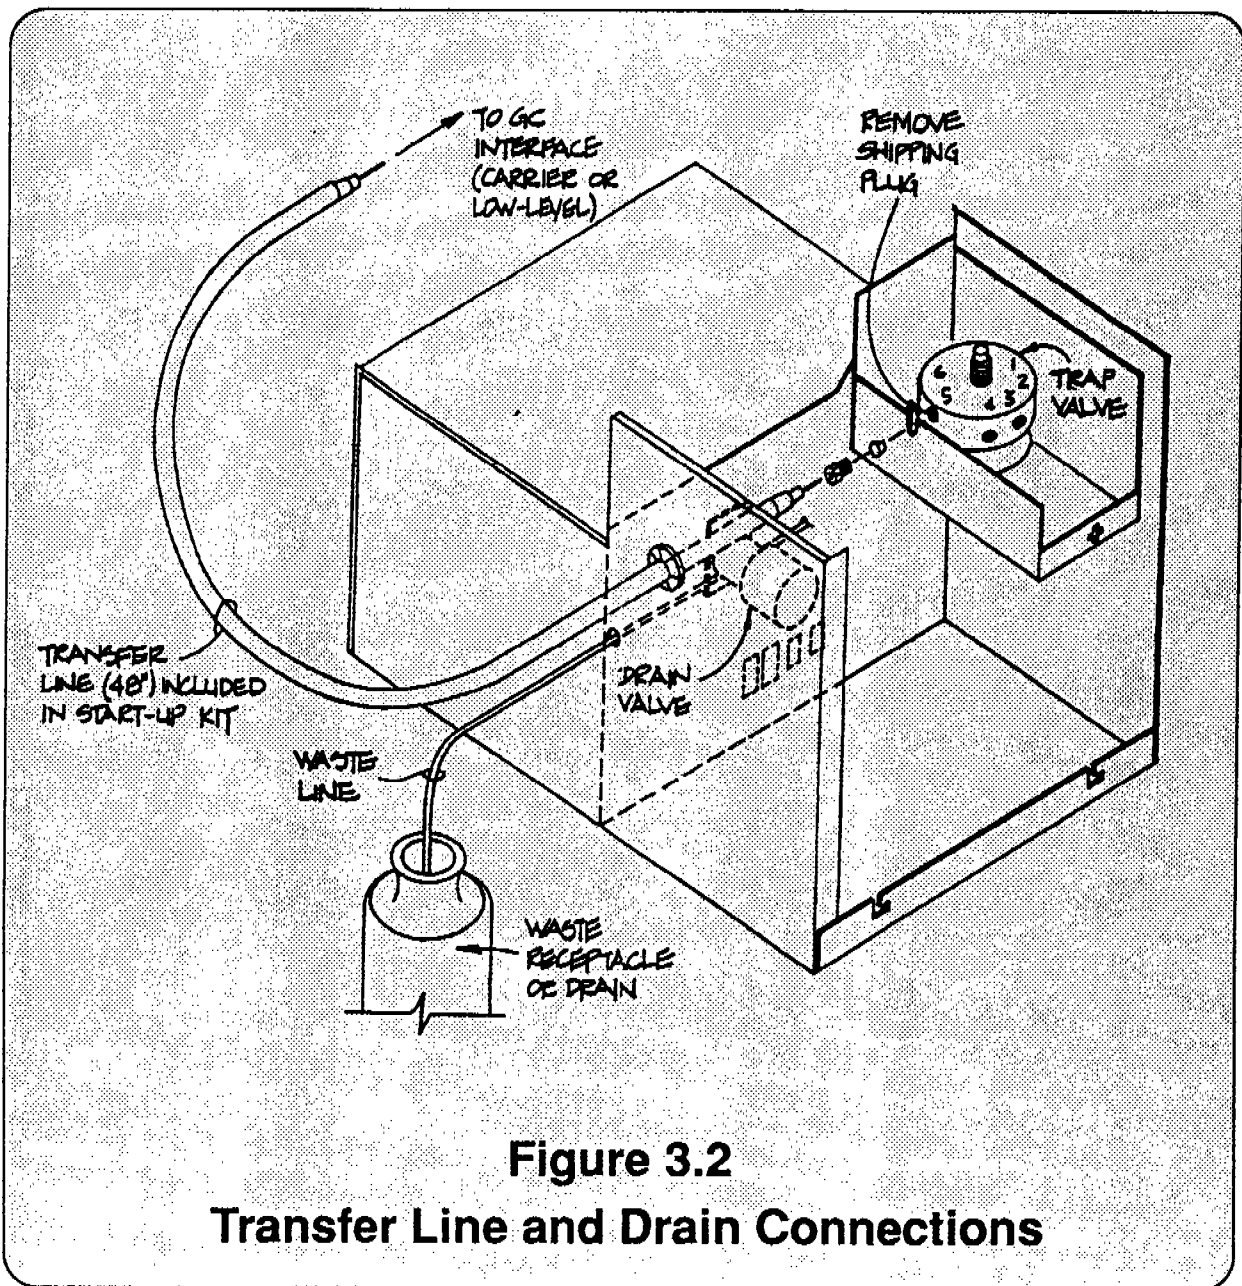 TO GC
INTERFACE
(CARRIER OR
LOW-LEVEL)
REMOVE
SHIPPING
PLUG
6
1
2
5
4
3
TRAP
VALVE
TRANSFER
LINE (48") INCLUDED
IN START-UP KIT
DRAIN
VALVE
WASTE
LINE
WASTE
RECEPTACLE
OR DRAIN
Figure 3.2
Transfer Line and Drain Connections